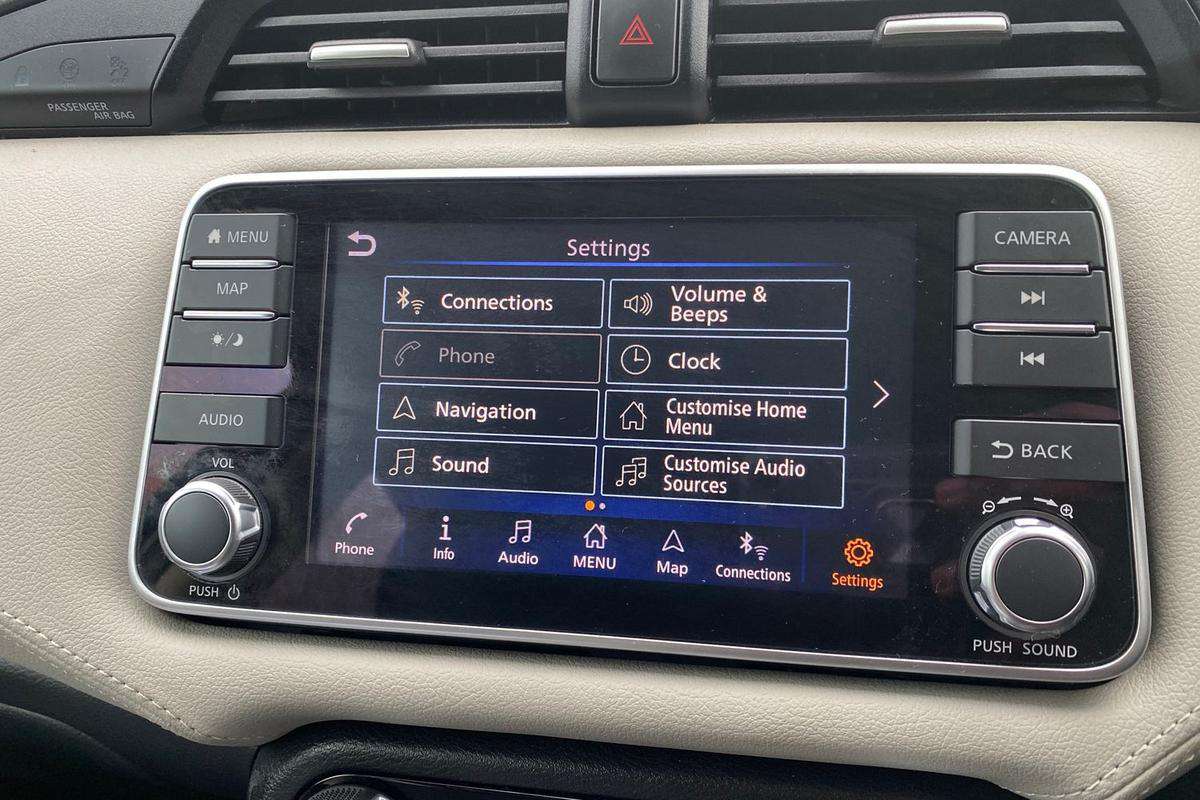 PASSENGER
AIR BAG
MENU
MAP
AUDIO
VOL
PUSH
Settings
Connections
Volume &
Beeps
Phone
Clock
Navigation
Customise Home
Menu
Sound
Customise Audio
Sources
Phone
Info
Audio
MENU
Map
Connections
Settings
CAMERA
BACK
PUSH SOUND